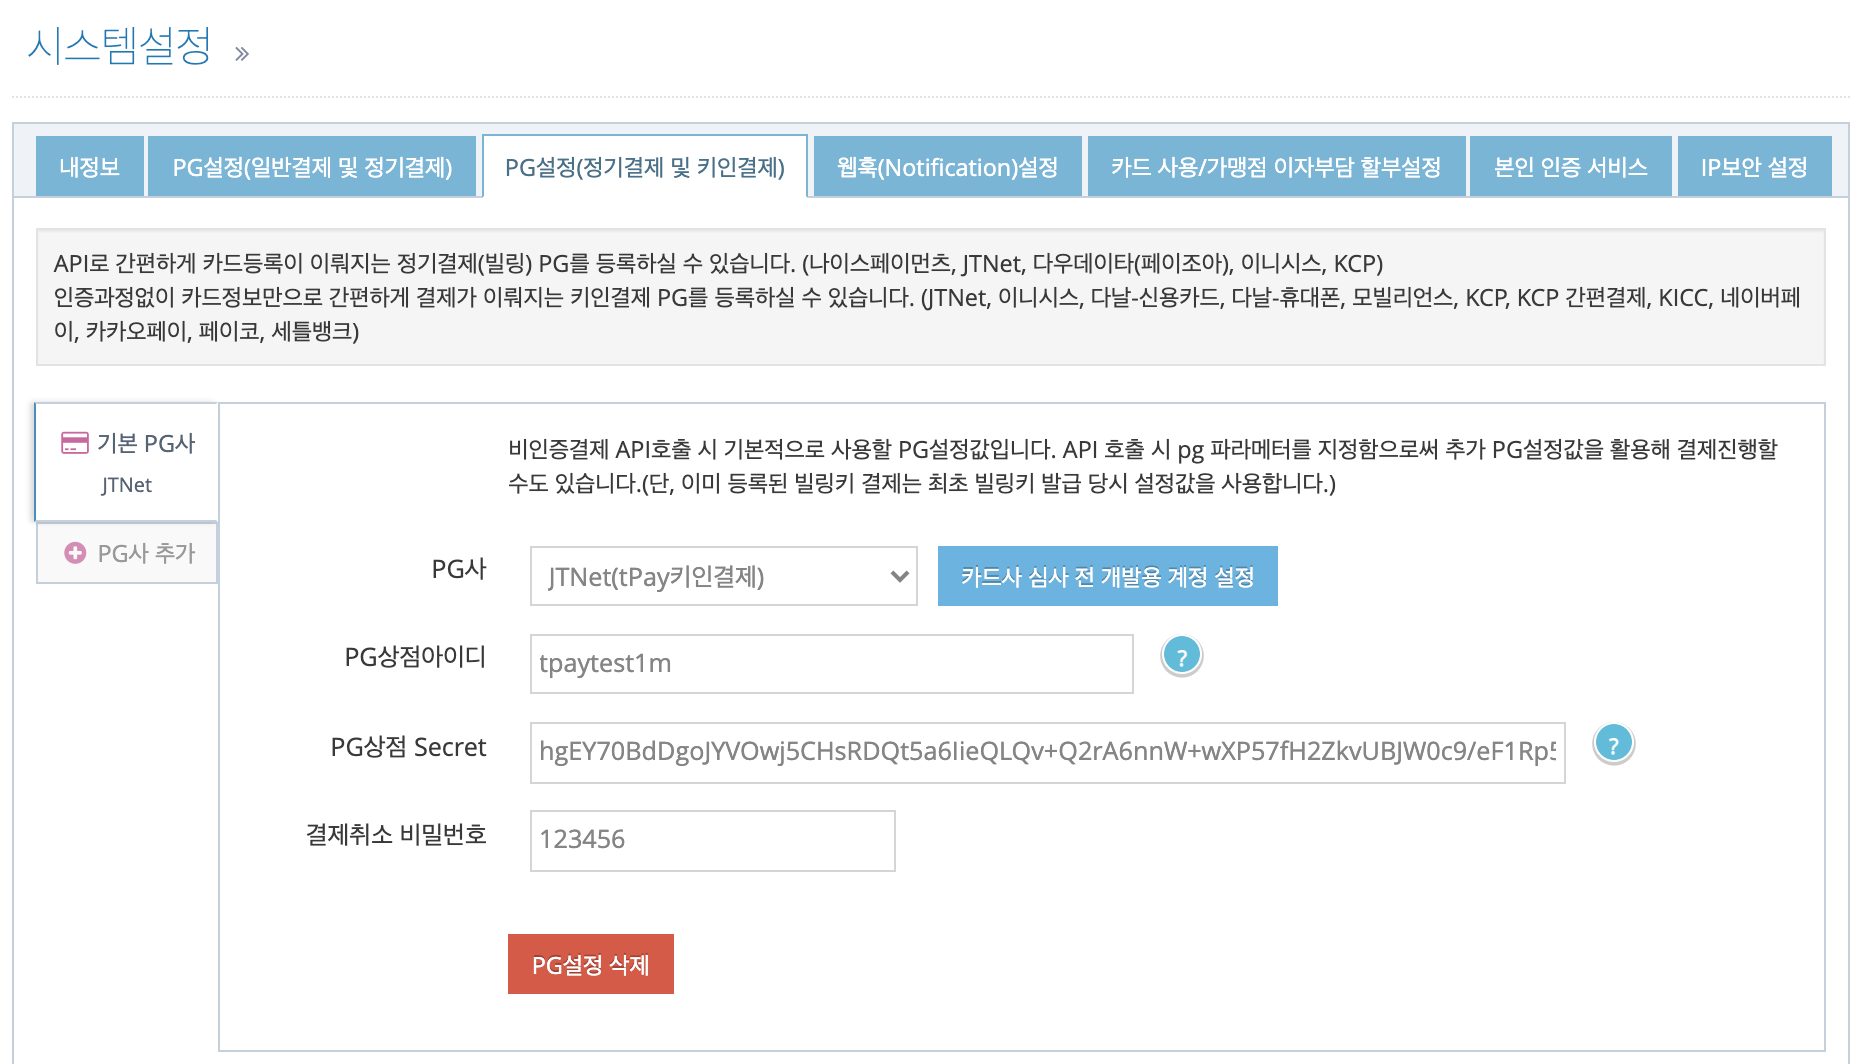 시스템설정 »
내정보
PG설정(일반결제 및 정기결제)
PG설정(정기결제 및 키인결제)
웹훅(Notification)설정
카드 사용/가맹점 이자부담 할부설정
본인 인증 서비스
IP보안 설정
API로 간편하게 카드등록이 이뤄지는 정기결제(빌링) PG를 등록하실 수 있습니다. (나이스페이먼츠, JTNet, 다우데이타(페이조아), 이니시스, KCP)
인증과정없이 카드정보만으로 간편하게 결제가 이뤄지는 키인결제 PG를 등록하실 수 있습니다. (JTNet, 이니시스, 다날-신용카드, 다날-휴대폰, 모빌리언스, KCP, KCP 간편결제, KICC, 네이버페
이, 카카오페이, 페이코, 세틀뱅크)
기본 PG사
JTNet
PG사 추가
비인증결제 API호출 시 기본적으로 사용할 PG설정값입니다. API 호출 시 pg 파라메터를 지정함으로써 추가 PG설정값을 활용해 결제진행할
수도 있습니다.(단, 이미 등록된 빌링키 결제는 최초 빌링키 발급 당시 설정값을 사용합니다.)
PG사
JTNet(tPay키인결제)
카드사 심사 전 개발용 계정 설정
PG상점아이디
tpaytest1m
?
PG상점 Secret
hgEY70BdDgoJYVOwj5CHsRDQt5a6IieQLQv+Q2rA6nnW+wXP57fH2ZkvUBJW0c9/eF1Rp5
?
결제취소 비밀번호
123456
PG설정 삭제